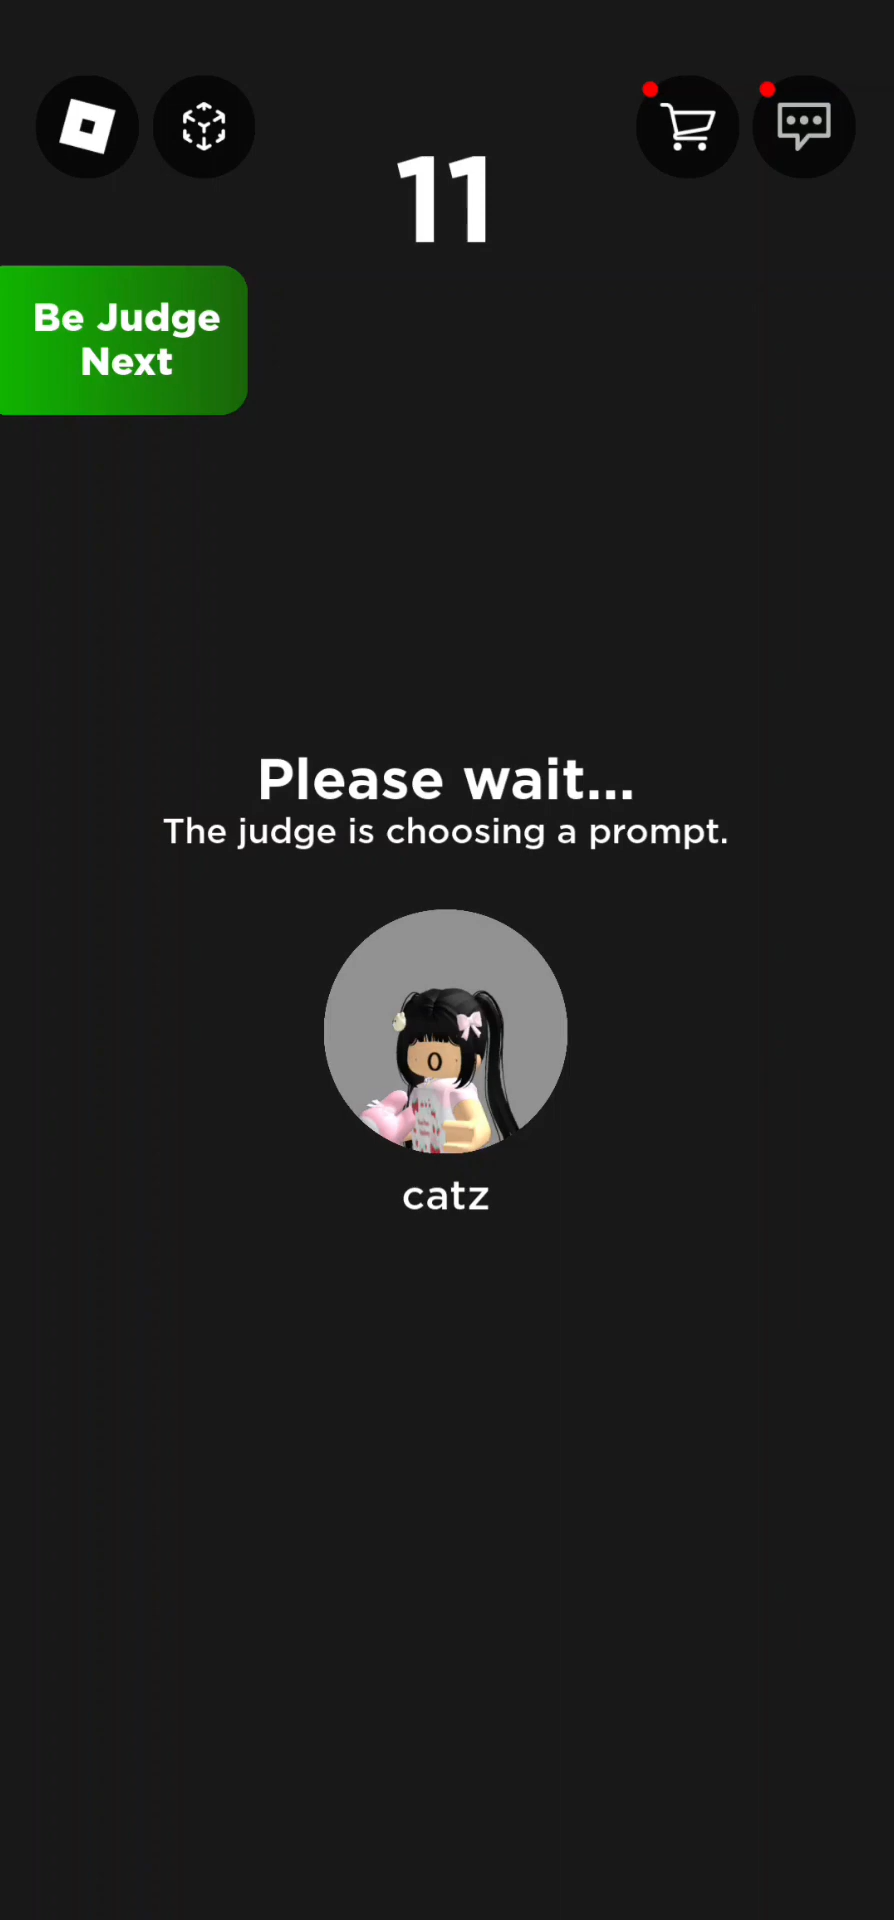 11
Be Judge
Next
Please wait...
The judge is choosing a prompt.
catz